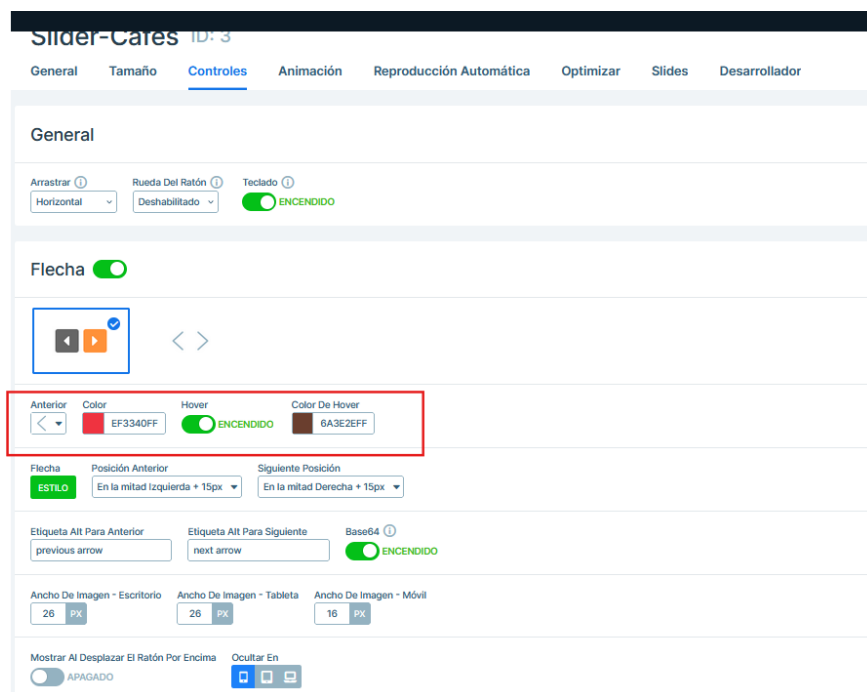 Slider-Cafes ID: 3
General Tamaño Controles Animación Reproducción Automática Optimizar Slides Desarrollador
General
Arrastrar Rueda Del Ratón Teclado
Horizontal Deshabilitado ENCENDIDO
Flecha
Anterior Color Hover Color De Hover
EF3340FF ENCENDIDO 6A3E2EFF
Flecha Posición Anterior Siguiente Posición
ESTILO En la mitad Izquierda + 15px En la mitad Derecha + 15px
Etiqueta Alt Para Anterior Etiqueta Alt Para Siguiente Base64
previous arrow next arrow ENCENDIDO
Ancho De Imagen - Escritorio Ancho De Imagen - Tableta Ancho De Imagen - Móvil
26 PX 26 PX 16 PX
Mostrar Al Desplazar El Ratón Por Encima Ocultar En
APAGADO